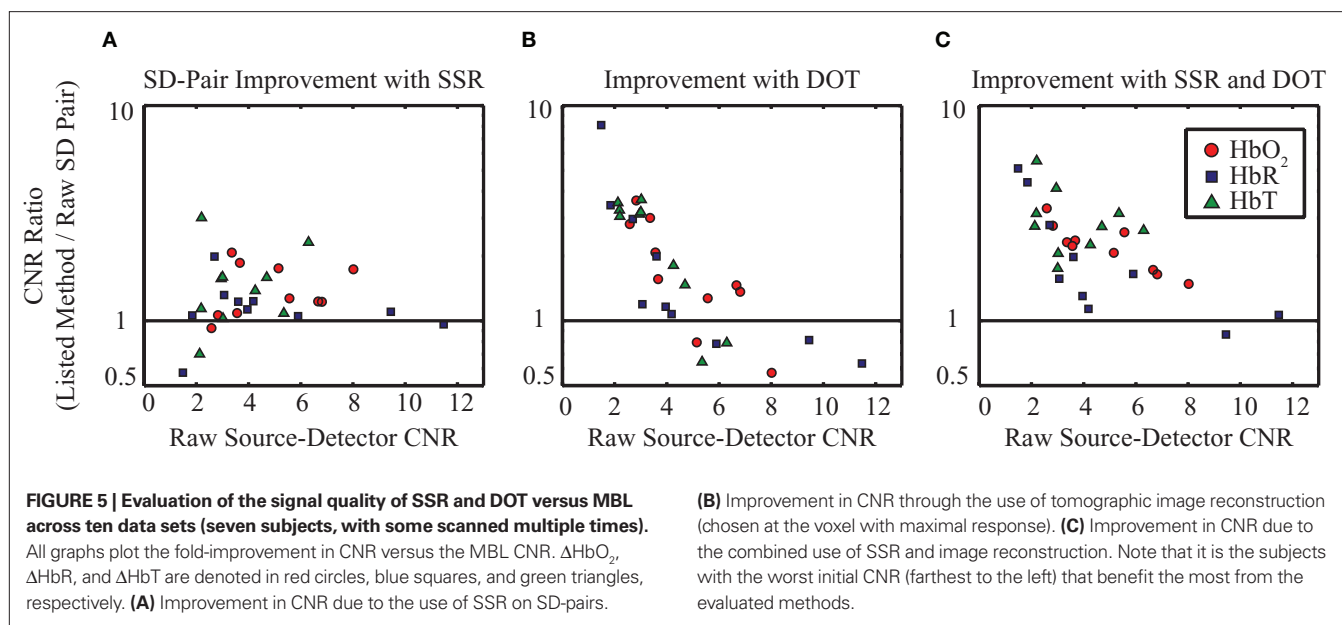 A
B
C
SD-Pair Improvement with SSR
Improvement with DOT
Improvement with SSR and DOT
CNR Ratio
(Listed Method / Raw SD Pair)
10
1
0.5
0 2 4 6 8 10 12
Raw Source-Detector CNR
10
1
0.5
0 2 4 6 8 10 12
Raw Source-Detector CNR
10
1
0.5
0 2 4 6 8 10 12
Raw Source-Detector CNR
HbO₂
HbR
HbT
FIGURE 5 | Evaluation of the signal quality of SSR and DOT versus MBL
across ten data sets (seven subjects, with some scanned multiple times).
All graphs plot the fold-improvement in CNR versus the MBL CNR. ΔHbO₂,
ΔHbR, and ΔHbT are denoted in red circles, blue squares, and green triangles,
respectively. (A) Improvement in CNR due to the use of SSR on SD-pairs.
(B) Improvement in CNR through the use of tomographic image reconstruction
(chosen at the voxel with maximal response). (C) Improvement in CNR due to
the combined use of SSR and image reconstruction. Note that it is the subjects
with the worst initial CNR (farthest to the left) that benefit the most from the
evaluated methods.